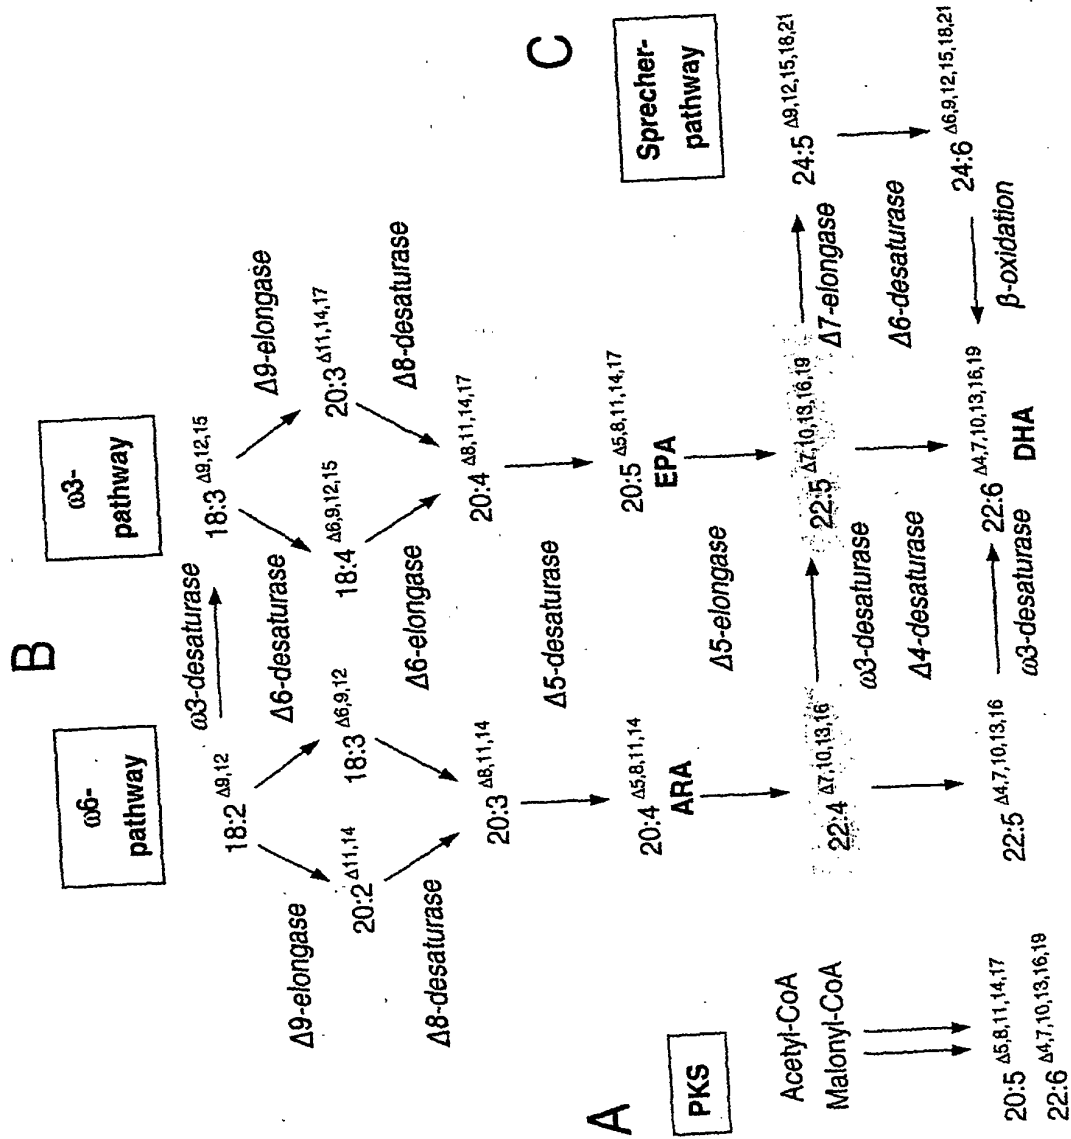 B
ω6-
pathway
ω3-
pathway
18:2 Δ9,12
ω3-desaturase
18:3 Δ9,12,15
Δ9-elongase
Δ6-desaturase
Δ9-elongase
20:2 Δ11,14
18:3 Δ6,9,12
18:4 Δ6,9,12,15
20:3 Δ11,14,17
Δ8-desaturase
Δ6-elongase
Δ8-desaturase
20:3 Δ8,11,14
20:4 Δ8,11,14,17
Δ5-desaturase
20:4 Δ5,8,11,14
ARA
20:5 Δ5,8,11,14,17
EPA
Δ5-elongase
22:4 Δ7,10,13,16
22:5 Δ7,10,13,16,19
ω3-desaturase
Δ4-desaturase
22:5 Δ4,7,10,13,16
ω3-desaturase
22:6 Δ4,7,10,13,16,19
DHA
C
Sprecher-
pathway
Δ7-elongase
24:5 Δ9,12,15,18,21
Δ6-desaturase
24:6 Δ6,9,12,15,18,21
β-oxidation
A
PKS
Acetyl-CoA
Malonyl-CoA
20:5 Δ5,8,11,14,17
22:6 Δ4,7,10,13,16,19